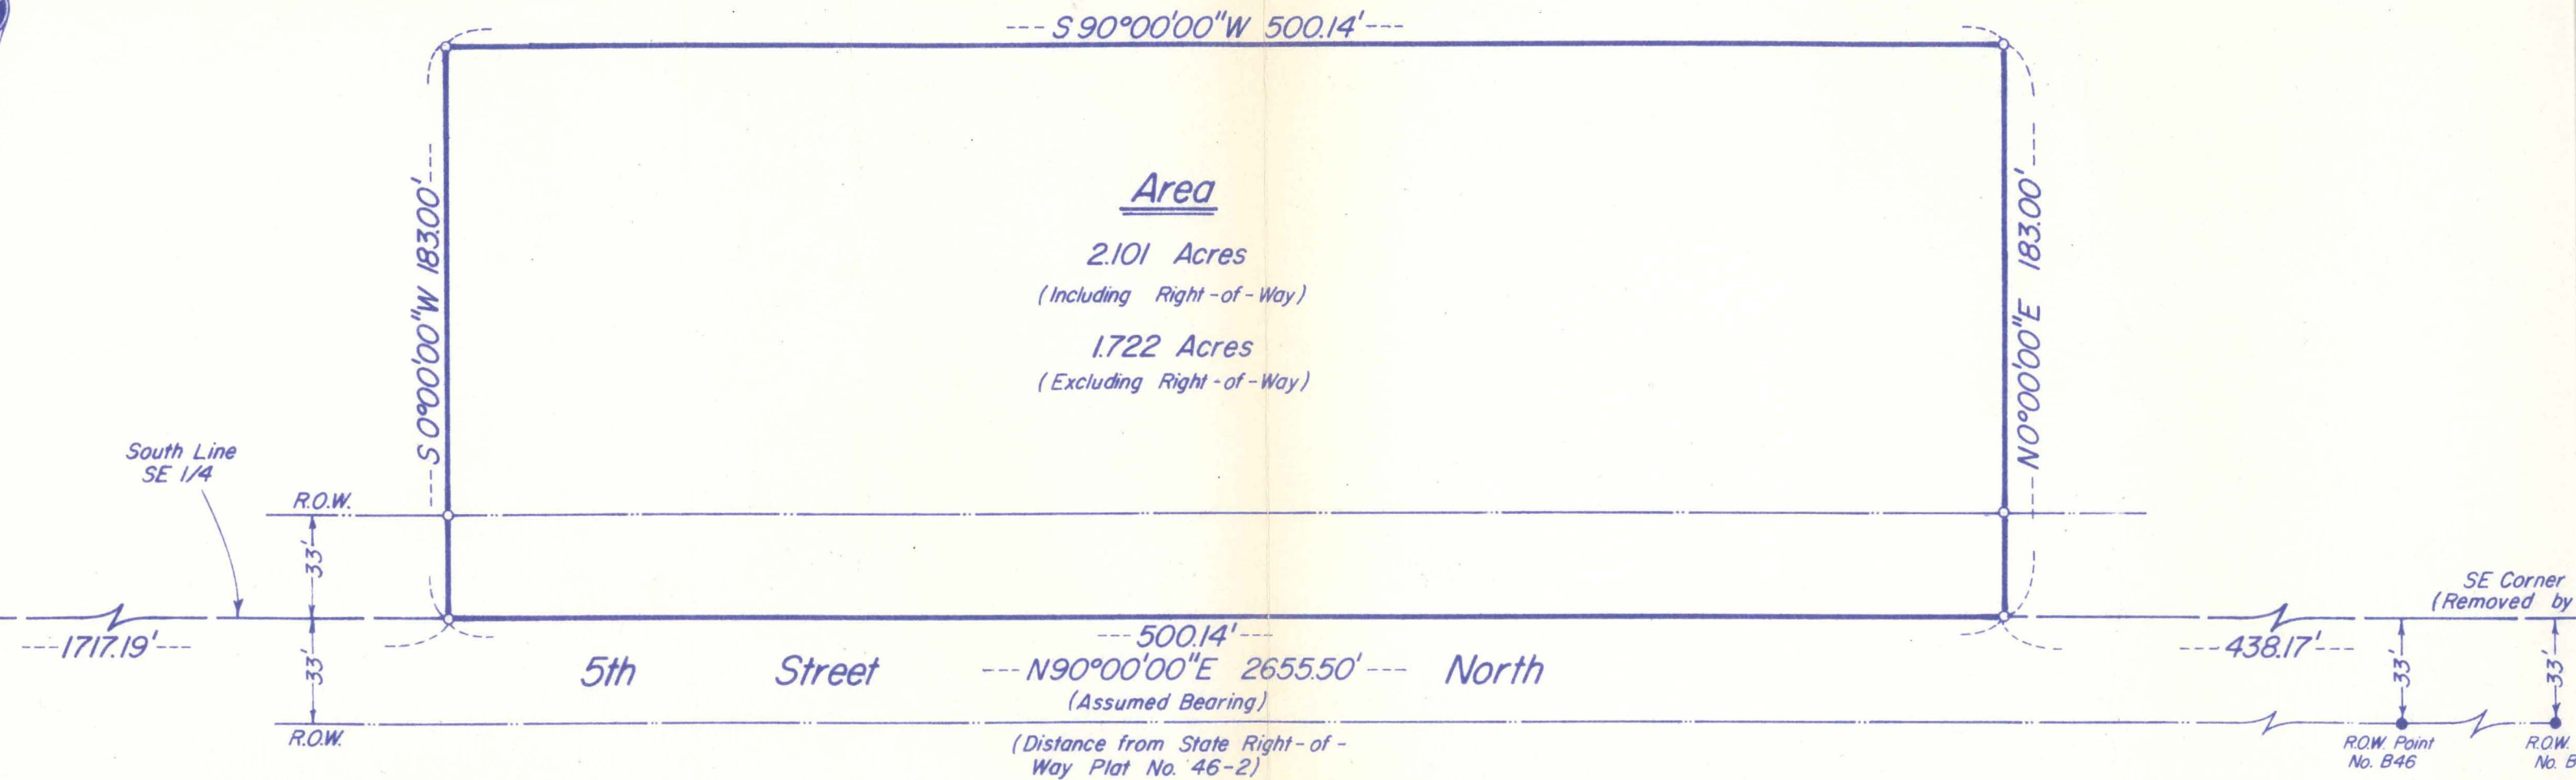 S 90°00'00"W 500.14'
S 0°00'00"W 183.00'
N0°00'00"E 183.00'
Area
2.101 Acres
(Including Right-of-Way)
1.722 Acres
(Excluding Right-of-Way)
South Line
SE 1/4
R.O.W.
33'
33'
R.O.W.
1717.19'
500.14'
438.17'
5th Street
N90°00'00"E 2655.50'
North
(Assumed Bearing)
(Distance from State Right-of-
Way Plat No. 46-2)
SE Corner
(Removed by
33'
33'
R.O.W. Point
No. B46
R.O.W.
No.